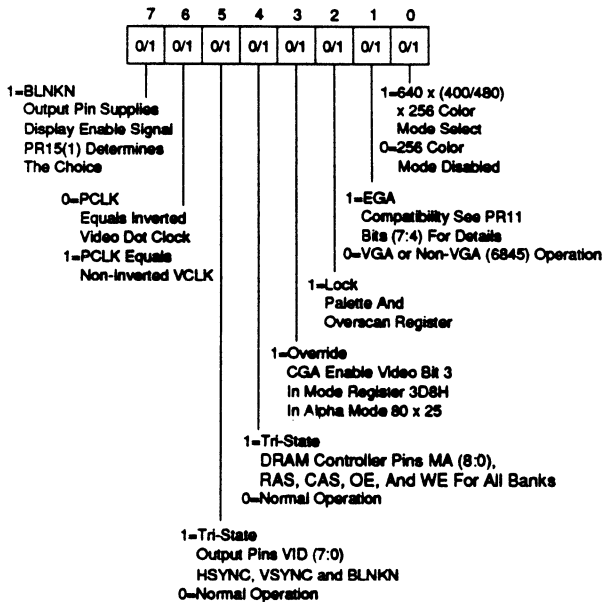 7 6 5 4 3 2 1 0
0/1 0/1 0/1 0/1 0/1 0/1 0/1 0/1
1=BLNKN
Output Pin Supplies
Display Enable Signal
PR15(1) Determines
The Choice
1=640 x (400/480)
x 256 Color
Mode Select
0=256 Color
Mode Disabled
0=PCLK
Equals Inverted
Video Dot Clock
1=PCLK Equals
Non-Inverted VCLK
1=EGA
Compatibility See PR11
Bits (7:4) For Details
0=VGA or Non-VGA (6845) Operation
1=Lock
Palette And
Overscan Register
1=Override
CGA Enable Video Bit 3
In Mode Register 3D8H
In Alpha Mode 80 x 25
1=Tri-State
DRAM Controller Pins MA (8:0),
RAS, CAS, OE, And WE For All Banks
0=Normal Operation
1=Tri-State
Output Pins VID (7:0)
HSYNC, VSYNC and BLNKN
0=Normal Operation